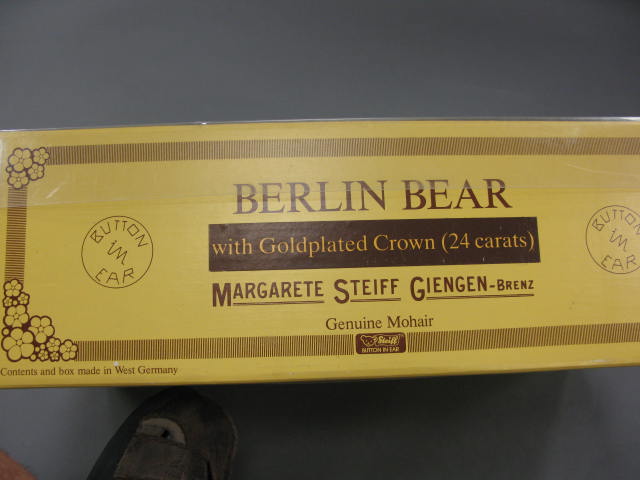 BERLIN BEAR
with Goldplated Crown (24 carats)
MARGARETE STEIFF GIENGEN-BRENZ
Genuine Mohair
Steiff
BUTTON IN EAR
BUTTON
im
EAR
BUTTON
im
EAR
Contents and box made in West Germany